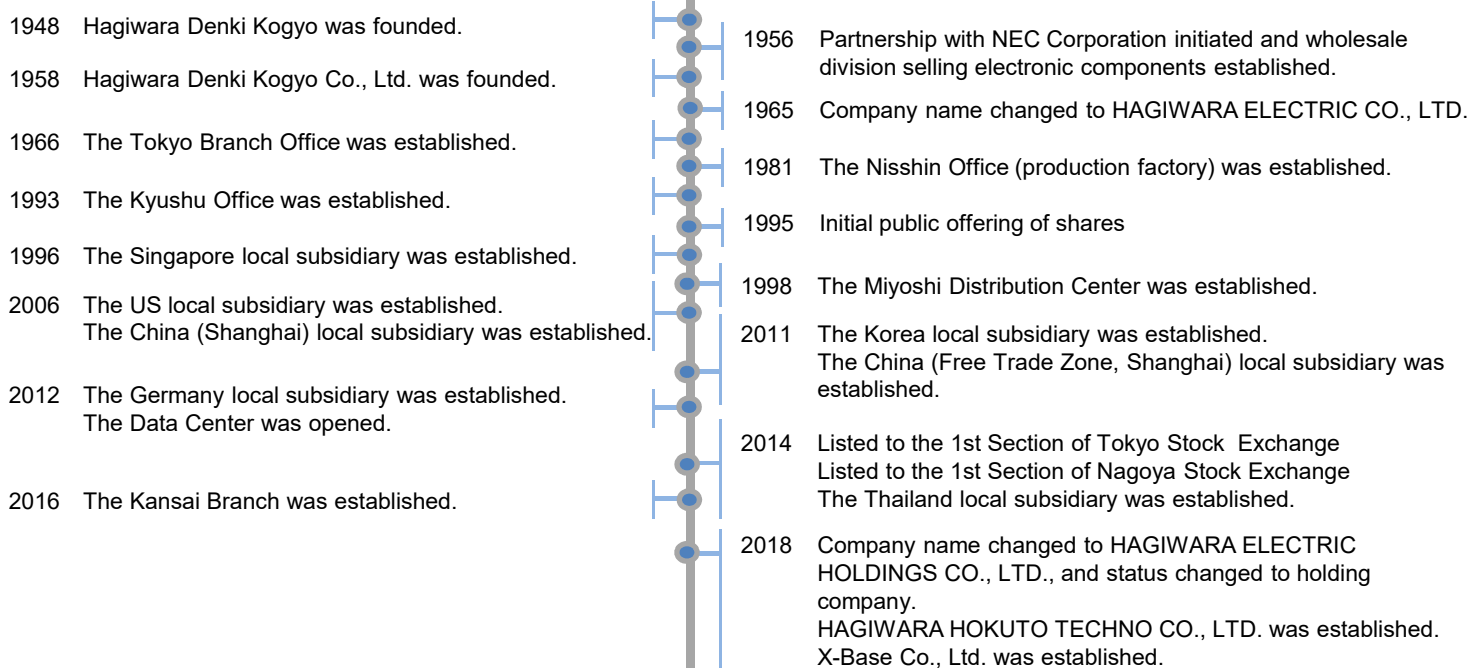 1948 Hagiwara Denki Kogyo was founded.
1956 Partnership with NEC Corporation initiated and wholesale
division selling electronic components established.
1958 Hagiwara Denki Kogyo Co., Ltd. was founded.
1965 Company name changed to HAGIWARA ELECTRIC CO., LTD.
1966 The Tokyo Branch Office was established.
1981 The Nisshin Office (production factory) was established.
1993 The Kyushu Office was established.
1995 Initial public offering of shares
1996 The Singapore local subsidiary was established.
1998 The Miyoshi Distribution Center was established.
2006 The US local subsidiary was established.
The China (Shanghai) local subsidiary was established.
2011 The Korea local subsidiary was established.
The China (Free Trade Zone, Shanghai) local subsidiary was
established.
2012 The Germany local subsidiary was established.
The Data Center was opened.
2014 Listed to the 1st Section of Tokyo Stock Exchange
Listed to the 1st Section of Nagoya Stock Exchange
The Thailand local subsidiary was established.
2016 The Kansai Branch was established.
2018 Company name changed to HAGIWARA ELECTRIC
HOLDINGS CO., LTD., and status changed to holding
company.
HAGIWARA HOKUTO TECHNO CO., LTD. was established.
X-Base Co., Ltd. was established.